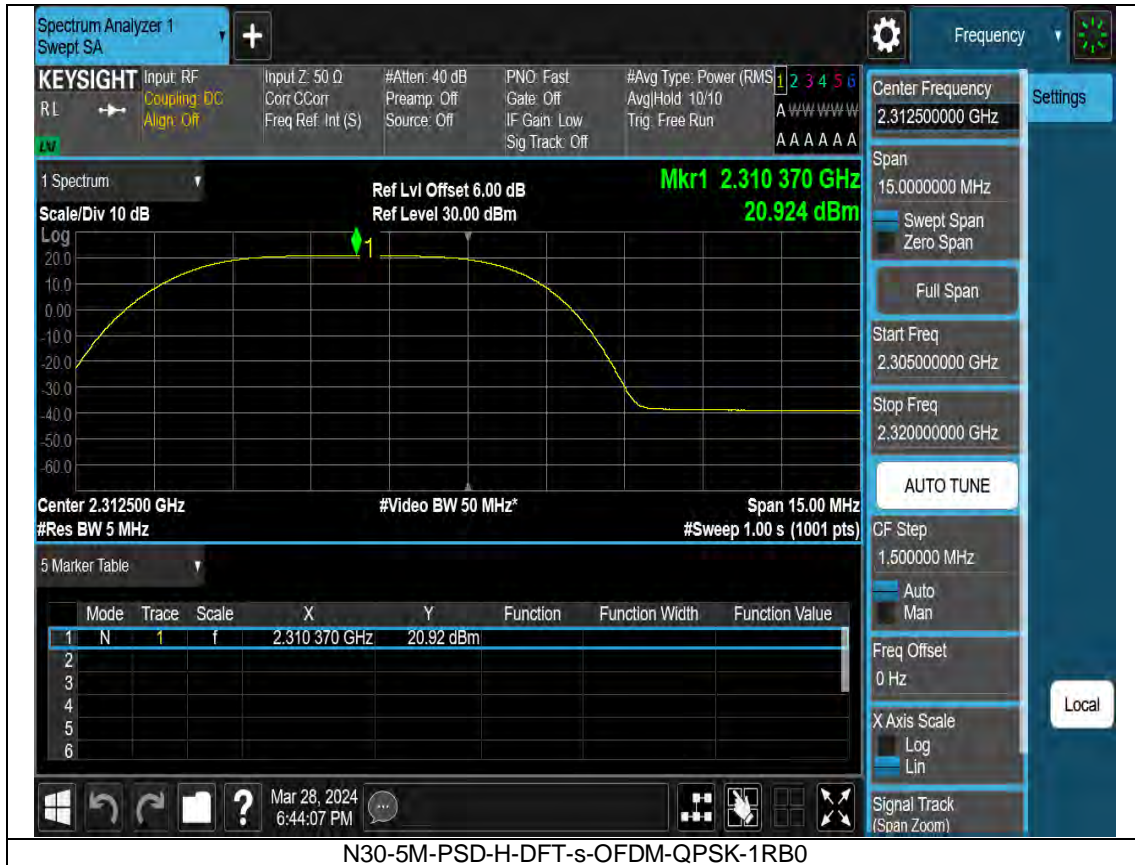 Spectrum Analyzer 1
Swept SA
Frequency
KEYSIGHT
RL
Input: RF
Coupling: DC
Align: Off
Input Z: 50 Ω
Corr CCorr
Freq Ref: Int (S)
#Atten: 40 dB
Preamp: Off
Source: Off
PNO: Fast
Gate: Off
IF Gain: Low
Sig Track: Off
#Avg Type: Power (RMS
Avg|Hold: 10/10
Trig: Free Run
1 2 3 4 5 6
A W W W W W
A A A A A A
1 Spectrum
Scale/Div 10 dB
Ref Lvl Offset 6.00 dB
Ref Level 30.00 dBm
Mkr1 2.310 370 GHz
20.924 dBm
Log
1
20.0
10.0
0.00
-10.0
-20.0
-30.0
-40.0
-50.0
-60.0
Center 2.312500 GHz
#Video BW 50 MHz*
Span 15.00 MHz
#Res BW 5 MHz
#Sweep 1.00 s (1001 pts)
5 Marker Table
Mode Trace Scale X Y Function Function Width Function Value
1 N 1 f 2.310 370 GHz 20.92 dBm
2
3
4
5
6
Mar 28, 2024
6:44:07 PM
?
Center Frequency
2.312500000 GHz
Settings
Span
15.0000000 MHz
Swept Span
Zero Span
Full Span
Start Freq
2.305000000 GHz
Stop Freq
2.320000000 GHz
AUTO TUNE
CF Step
1.500000 MHz
Auto
Man
Freq Offset
0 Hz
X Axis Scale
Log
Lin
Local
Signal Track
(Span Zoom)
N30-5M-PSD-H-DFT-s-OFDM-QPSK-1RB0